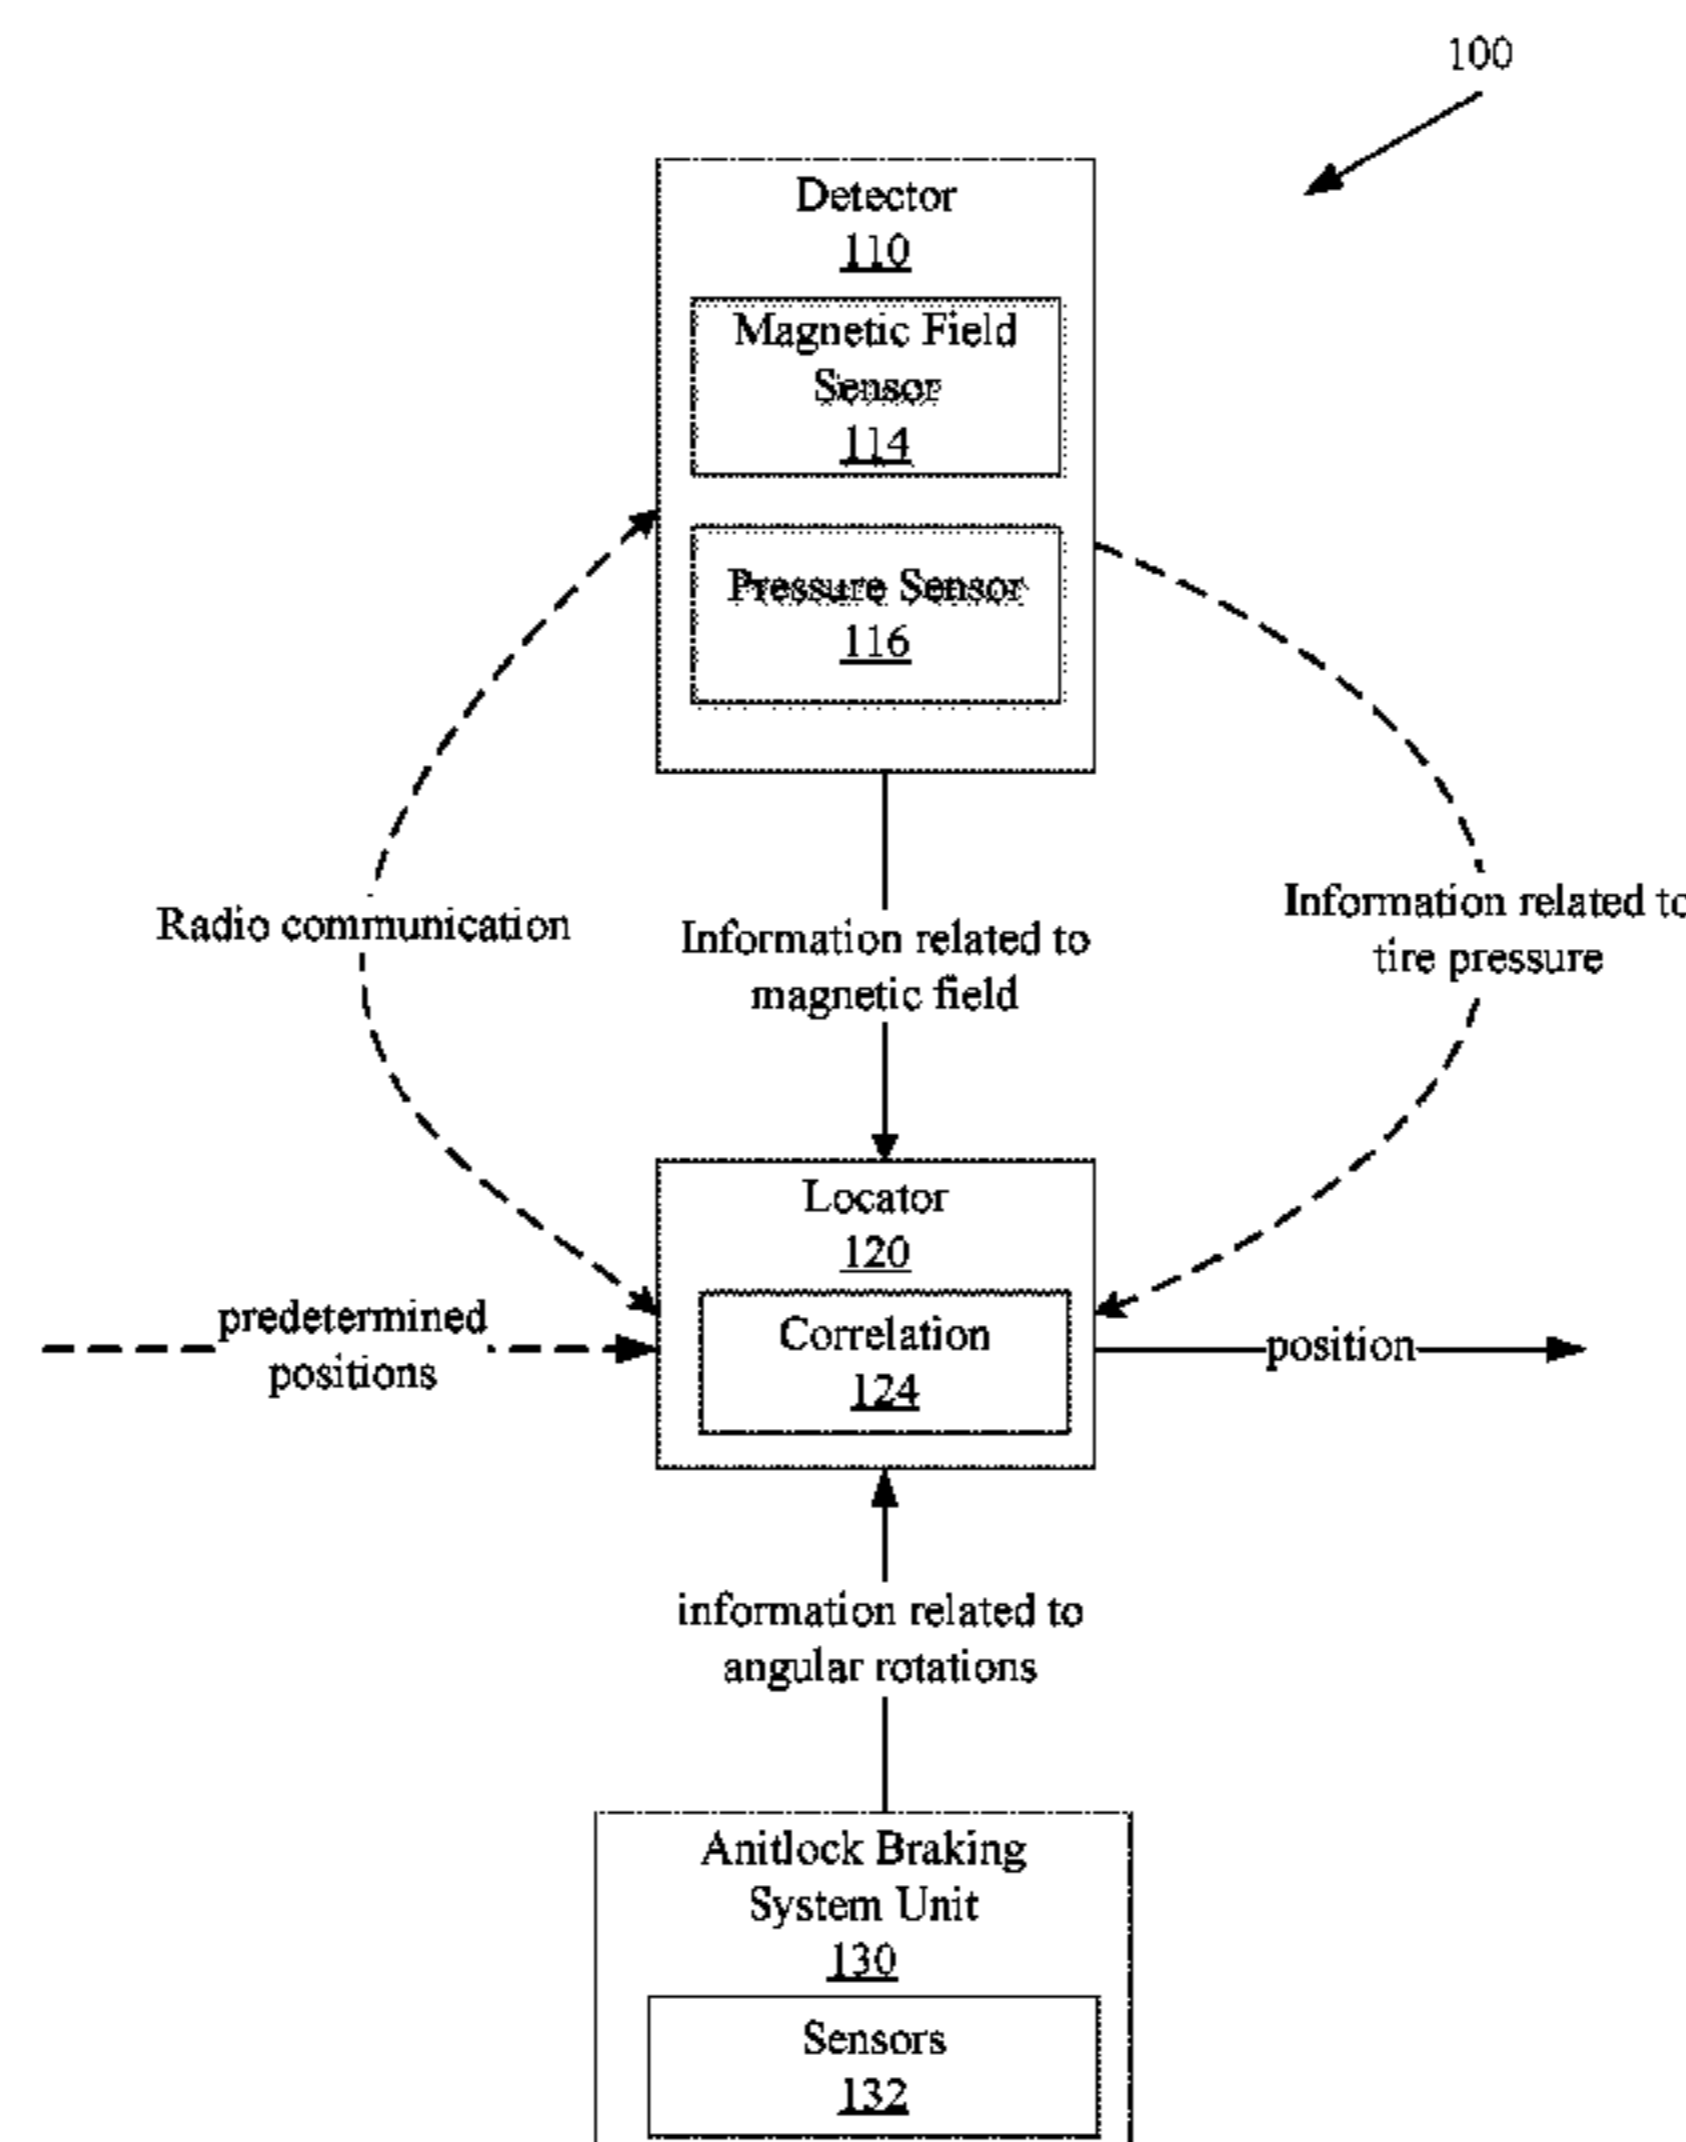 100
Detector
110
Magnetic Field
Sensor
114
Pressure Sensor
116
Radio communication
Information related to
magnetic field
Information related to
tire pressure
Locator
120
Correlation
124
predetermined
positions
position
information related to
angular rotations
Anitlock Braking
System Unit
130
Sensors
132